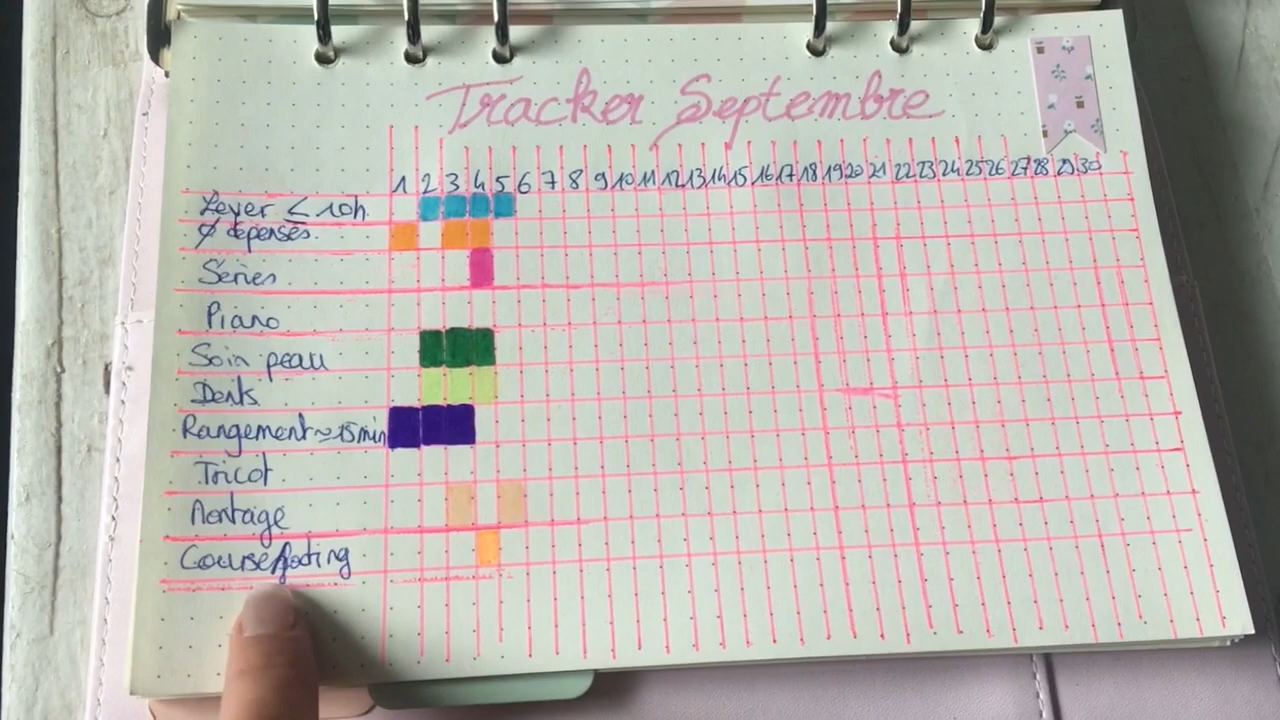 Tracker Septembre
1 2 3 4 5 6 7 8 9 10 11 12 13 14 15 16 17 18 19 20 21 22 23 24 25 26 27 28 29 30
Lever ≤ 10h
Ø dépenses
Séries
Piano
Soin peau
Dents
Rangement ≃ 15min
Tricot
Montage
Course/footing